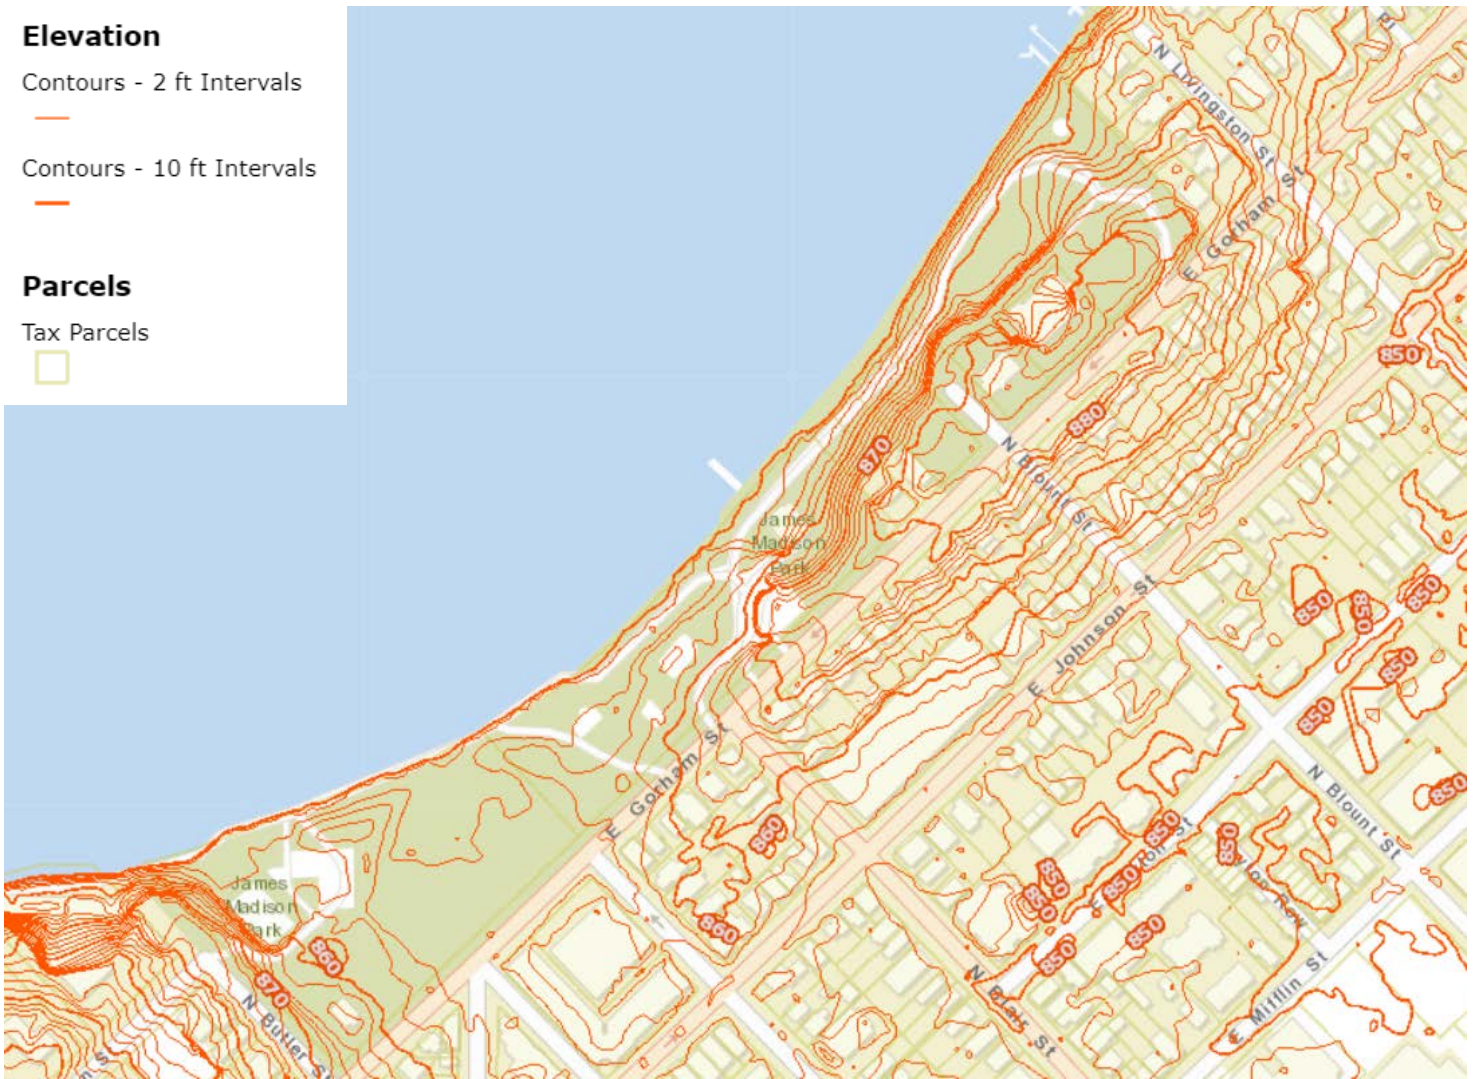 Elevation
Contours - 2 ft Intervals
Contours - 10 ft Intervals
Parcels
Tax Parcels
Pl
N Livingston St
E Gorham St
850
880
870
N Blount St
James
Madison
Park
E Johnson St
850
850
850
850
850
E Gorham St
N Blount St
850
860
850
850
850
850
850
James
Madison
Park
860
860
850
850
870
N Butler St
N Blair St
E Mifflin St